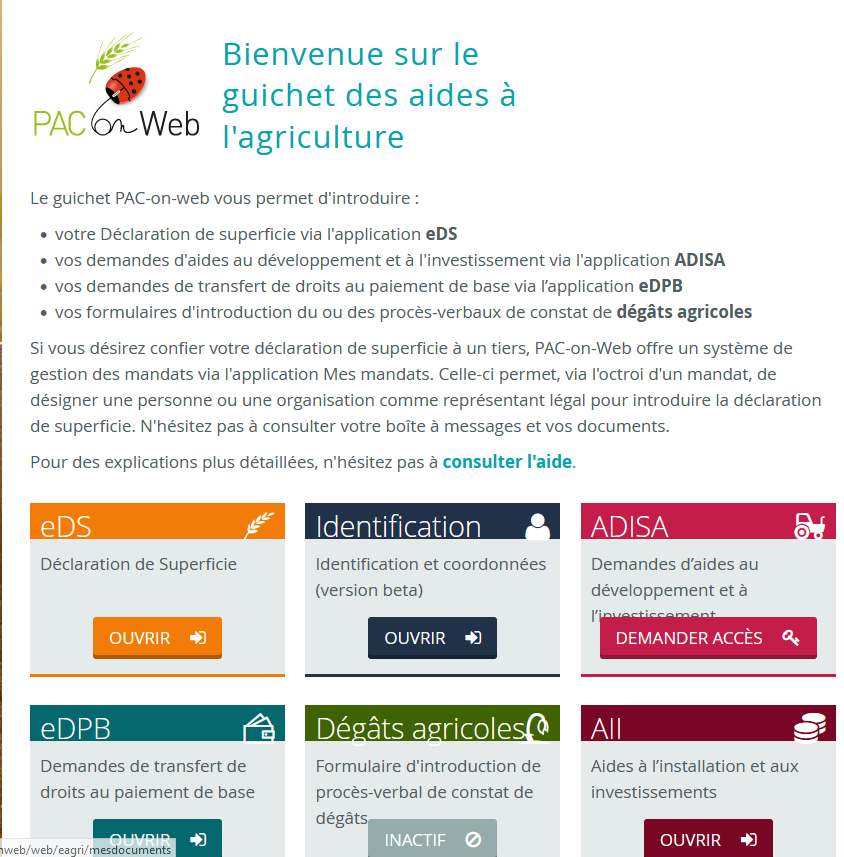 PAC on Web
Bienvenue sur le
guichet des aides à
l'agriculture
Le guichet PAC-on-web vous permet d'introduire :
• votre Déclaration de superficie via l'application eDS
• vos demandes d'aides au développement et à l'investissement via l'application ADISA
• vos demandes de transfert de droits au paiement de base via l’application eDPB
• vos formulaires d'introduction du ou des procès-verbaux de constat de dégâts agricoles
Si vous désirez confier votre déclaration de superficie à un tiers, PAC-on-Web offre un système de
gestion des mandats via l'application Mes mandats. Celle-ci permet, via l'octroi d'un mandat, de
désigner une personne ou une organisation comme représentant légal pour introduire la déclaration
de superficie. N'hésitez pas à consulter votre boîte à messages et vos documents.
Pour des explications plus détaillées, n'hésitez pas à consulter l'aide.
eDS
Déclaration de Superficie
OUVRIR
Identification
Identification et coordonnées
(version beta)
OUVRIR
ADISA
Demandes d’aides au
développement et à
l’investissement
DEMANDER ACCÈS
eDPB
Demandes de transfert de
droits au paiement de base
OUVRIR
Dégâts agricoles
Formulaire d'introduction de
procès-verbal de constat de
dégâts
INACTIF
AII
Aides à l’installation et aux
investissements
OUVRIR
nweb/web/eagri/mesdocuments